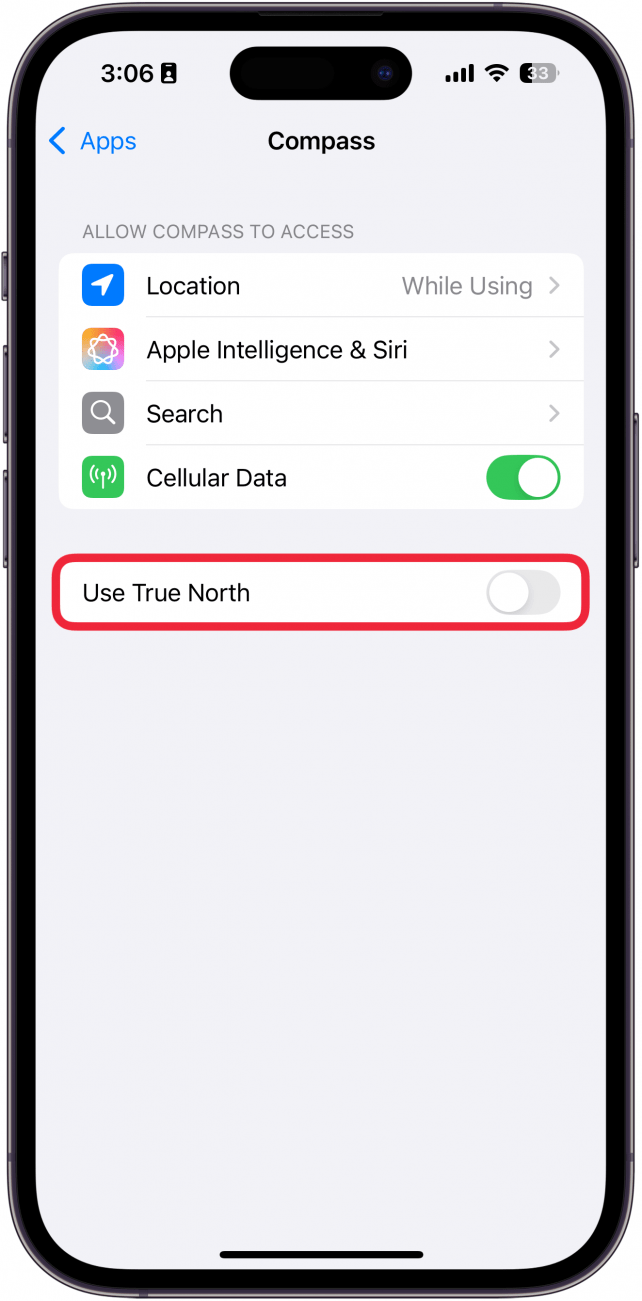 3:06 33
Apps Compass
ALLOW COMPASS TO ACCESS
Location While Using
Apple Intelligence & Siri
Search
Cellular Data
Use True North